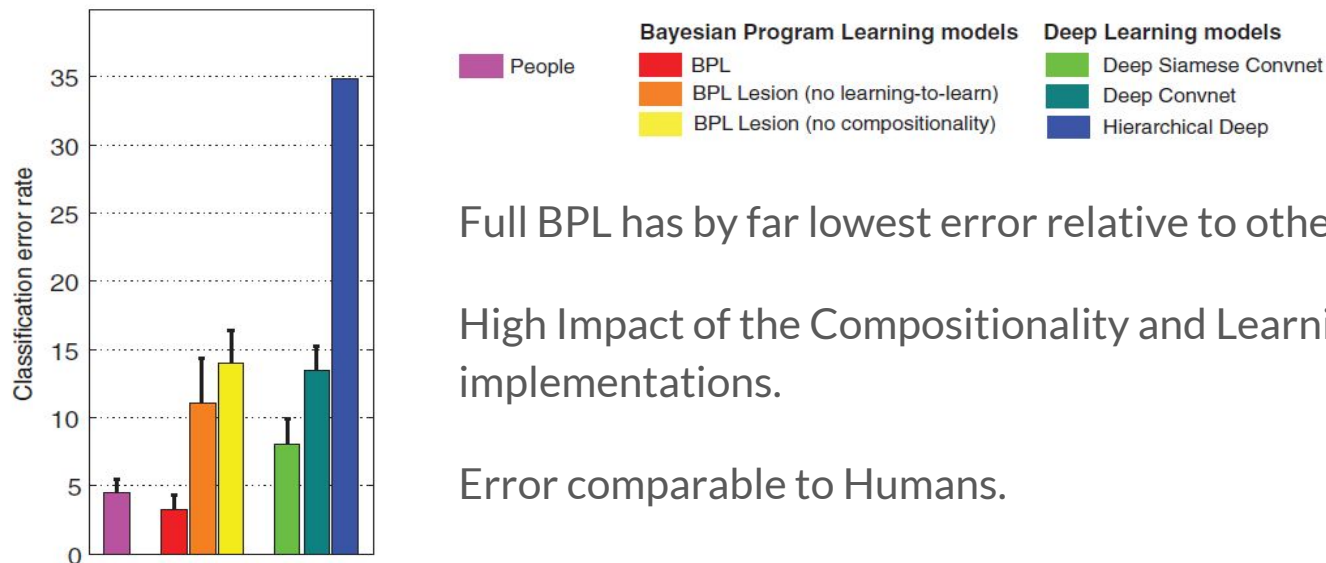 Classification error rate
35
30
25
20
15
10
5
0
People
Bayesian Program Learning models
BPL
BPL Lesion (no learning-to-learn)
BPL Lesion (no compositionality)
Deep Learning models
Deep Siamese Convnet
Deep Convnet
Hierarchical Deep
Full BPL has by far lowest error relative to
High Impact of the Compositionality and
implementations.
Error comparable to Humans.